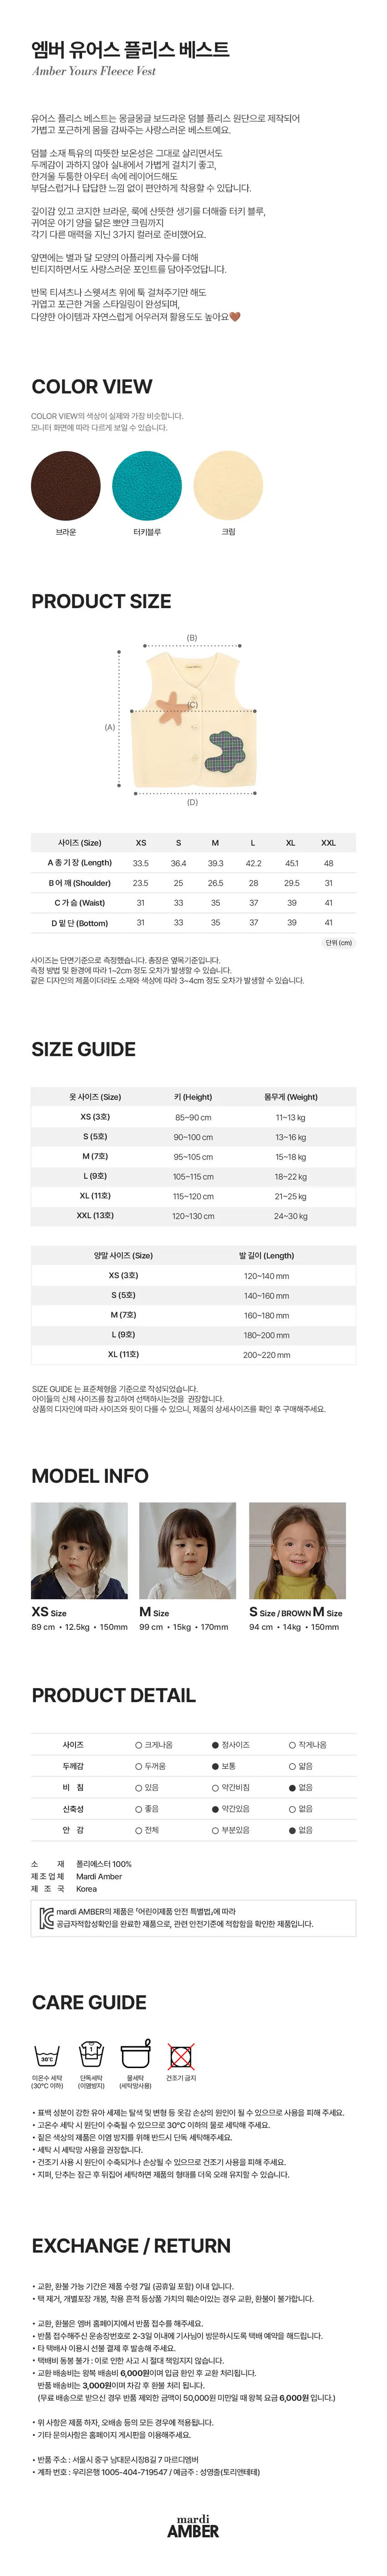 엠버 유어스 플리스 베스트
Amber Yours Fleece Vest
유어스 플리스 베스트는 몽글몽글 보드라운 덤블 플리스 원단으로 제작되어
가볍고 포근하게 몸을 감싸주는 사랑스러운 베스트예요.
덤블 소재 특유의 따뜻한 보온성은 그대로 살리면서도
두께감이 과하지 않아 실내에서 가볍게 걸치기 좋고,
한겨울 두툼한 아우터 속에 레이어드해도
부담스럽거나 답답한 느낌 없이 편안하게 착용할 수 있답니다.
깊이감 있고 코지한 브라운, 룩에 산뜻한 생기를 더해줄 터키 블루,
귀여운 아기 양을 닮은 뽀얀 크림까지
각기 다른 매력을 지닌 3가지 컬러로 준비했어요.
앞면에는 별과 달 모양의 아플리케 자수를 더해
빈티지하면서도 사랑스러운 포인트를 담아주었답니다.
반목 티셔츠나 스웻셔츠 위에 툭 걸쳐주기만 해도
귀엽고 포근한 겨울 스타일링이 완성되며,
다양한 아이템과 자연스럽게 어우러져 활용도도 높아요🤎
COLOR VIEW
COLOR VIEW의 색상이 실제와 가장 비슷합니다.
모니터 화면에 따라 다르게 보일 수 있습니다.
브라운 터키블루 크림
PRODUCT SIZE
(B)
(A)
(C)
(D)
사이즈 (Size) XS S M L XL XXL
A 총 기 장 (Length) 33.5 36.4 39.3 42.2 45.1 48
B 어 깨 (Shoulder) 23.5 25 26.5 28 29.5 31
C 가 슴 (Waist) 31 33 35 37 39 41
D 밑 단 (Bottom) 31 33 35 37 39 41
단위 (cm)
사이즈는 단면기준으로 측정했습니다. 총장은 옆목기준입니다.
측정 방법 및 환경에 따라 1~2cm 정도 오차가 발생할 수 있습니다.
같은 디자인의 제품이더라도 소재와 색상에 따라 3~4cm 정도 오차가 발생할 수 있습니다.
SIZE GUIDE
옷 사이즈 (Size) 키 (Height) 몸무게 (Weight)
XS (3호) 85~90 cm 11~13 kg
S (5호) 90~100 cm 13~16 kg
M (7호) 95~105 cm 15~18 kg
L (9호) 105~115 cm 18~22 kg
XL (11호) 115~120 cm 21~25 kg
XXL (13호) 120~130 cm 24~30 kg
양말 사이즈 (Size) 발 길이 (Length)
XS (3호) 120~140 mm
S (5호) 140~160 mm
M (7호) 160~180 mm
L (9호) 180~200 mm
XL (11호) 200~220 mm
SIZE GUIDE 는 표준체형을 기준으로 작성되었습니다.
아이들의 신체 사이즈를 참고하여 선택하시는것을 권장합니다.
상품의 디자인에 따라 사이즈와 핏이 다를 수 있으니, 제품의 상세사이즈를 확인 후 구매해주세요.
MODEL INFO
XS Size M Size S Size / BROWN M Size
89 cm • 12.5kg • 150mm 99 cm • 15kg • 170mm 94 cm • 14kg • 150mm
PRODUCT DETAIL
사이즈 ○ 크게나옴 ● 정사이즈 ○ 작게나옴
두께감 ○ 두꺼움 ● 보통 ○ 얇음
비 침 ○ 있음 ○ 약간비침 ● 없음
신축성 ○ 좋음 ● 약간있음 ○ 없음
안 감 ○ 전체 ○ 부분있음 ● 없음
소 재 폴리에스터 100%
제 조 업 체 Mardi Amber
제 조 국 Korea
mardi AMBER의 제품은 「어린이제품 안전 특별법」에 따라
공급자적합성확인을 완료한 제품으로, 관련 안전기준에 적합함을 확인한 제품입니다.
CARE GUIDE
30°C 1
미온수 세탁 단독세탁 울세탁 건조기 금지
(30°C 이하) (이염방지) (세탁망사용)
• 표백 성분이 강한 유아 세제는 탈색 및 변형 등 옷감 손상의 원인이 될 수 있으므로 사용을 피해 주세요.
• 고온수 세탁 시 원단이 수축될 수 있으므로 30°C 이하의 물로 세탁해 주세요.
• 짙은 색상의 제품은 이염 방지를 위해 반드시 단독 세탁해주세요.
• 세탁 시 세탁망 사용을 권장합니다.
• 건조기 사용 시 원단이 수축되거나 손상될 수 있으므로 건조기 사용을 피해 주세요.
• 지퍼, 단추는 잠근 후 뒤집어 세탁하면 제품의 형태를 더욱 오래 유지할 수 있습니다.
EXCHANGE / RETURN
• 교환, 환불 가능 기간은 제품 수령 7일 (공휴일 포함) 이내 입니다.
• 택 제거, 개별포장 개봉, 착용 흔적 등상품 가치의 훼손이있는 경우 교환, 환불이 불가합니다.
• 교환, 환불은 엠버 홈페이지에서 반품 접수를 해주세요.
• 반품 접수해주신 운송장번호로 2-3일 이내에 기사님이 방문하시도록 택배 예약을 해드립니다.
• 타 택배사 이용시 선불 결제 후 발송해 주세요.
• 택배비 동봉 불가 : 이로 인한 사고 시 절대 책임지지 않습니다.
• 교환 배송비는 왕복 배송비 6,000원이며 입금 확인 후 교환 처리됩니다.
반품 배송비는 3,000원이며 차감 후 환불 처리 됩니다.
(무료 배송으로 받으신 경우 반품 제외한 금액이 50,000원 미만일 때 왕복 요금 6,000원 입니다.)
• 위 사항은 제품 하자, 오배송 등의 모든 경우에 적용됩니다.
• 기타 문의사항은 홈페이지 게시판을 이용해주세요.
• 반품 주소 : 서울시 중구 남대문시장8길 7 마르디엠버
• 계좌 번호 : 우리은행 1005-404-719547 / 예금주 : 성영출(토리앤테테)
mardi
AMBER